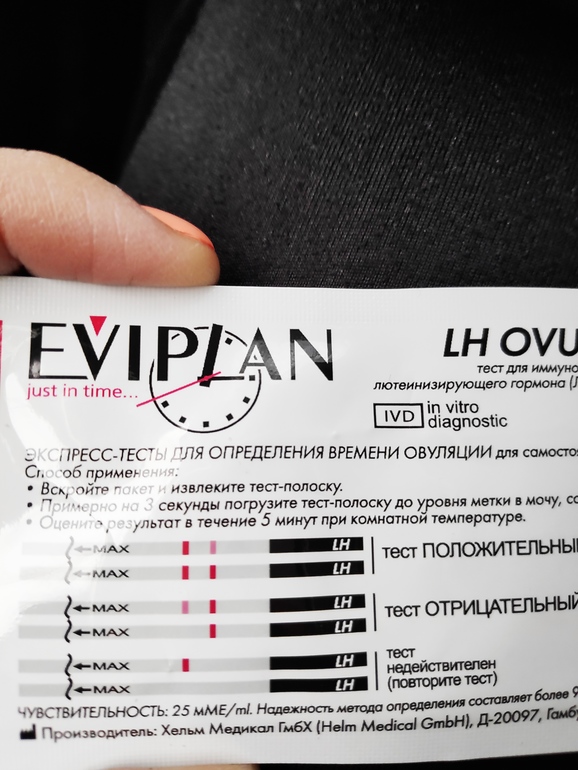 EVIPLAN
just in time...
LH OVU
тест для иммуно
лютеинизирующего гормона (Л
IVD in vitro
diagnostic
ЭКСПРЕСС-ТЕСТЫ ДЛЯ ОПРЕДЕЛЕНИЯ ВРЕМЕНИ ОВУЛЯЦИИ для самосто
Способ применения:
• Вскройте пакет и извлеките тест-полоску.
• Примерно на 3 секунды погрузите тест-полоску до уровня метки в мочу, со
• Оцените результат в течение 5 минут при комнатной температуре.
←MAX LH
←MAX LH
тест ПОЛОЖИТЕЛЬНЫ
←MAX LH
←MAX LH
тест ОТРИЦАТЕЛЬНЫЙ
←MAX LH
←MAX LH
тест
недействителен
(повторите тест)
ЧУВСТВИТЕЛЬНОСТЬ: 25 мМЕ/ml. Надежность метода определения составляет более 9
Производитель: Хельм Медикал ГмбХ (Helm Medical GmbH), Д-20097, Гамбу